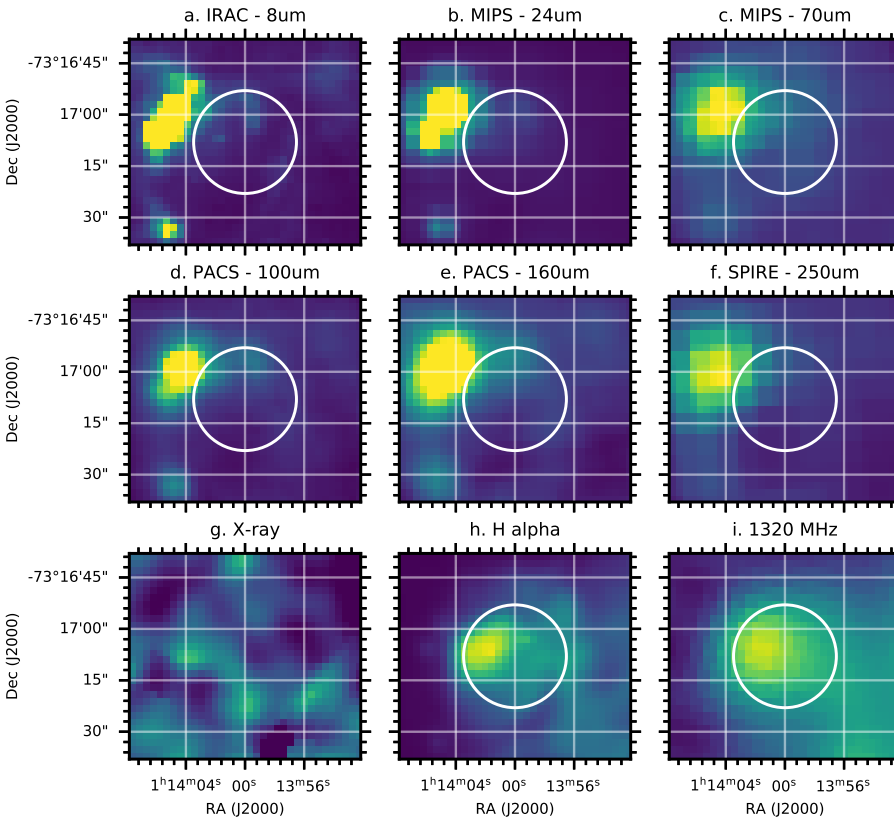 a. IRAC - 8um
b. MIPS - 24um
c. MIPS - 70um
-73°16'45"
17'00"
15"
30"
Dec (J2000)
d. PACS - 100um
e. PACS - 160um
f. SPIRE - 250um
-73°16'45"
17'00"
15"
30"
Dec (J2000)
g. X-ray
h. H alpha
i. 1320 MHz
-73°16'45"
17'00"
15"
30"
Dec (J2000)
1ʰ14ᵐ04ˢ 00ˢ 13ᵐ56ˢ
1ʰ14ᵐ04ˢ 00ˢ 13ᵐ56ˢ
1ʰ14ᵐ04ˢ 00ˢ 13ᵐ56ˢ
RA (J2000)
RA (J2000)
RA (J2000)